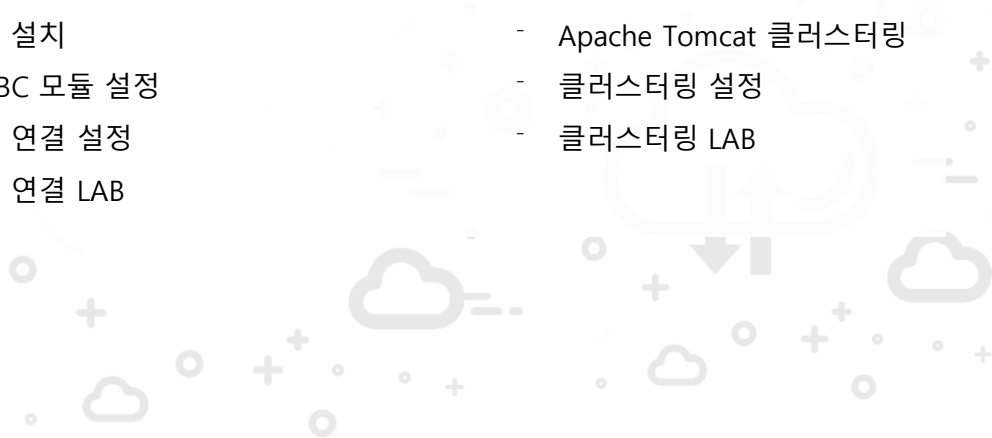 설치
BC 모듈 설정
연결 설정
연결 LAB
- Apache Tomcat 클러스터링
- 클러스터링 설정
- 클러스터링 LAB